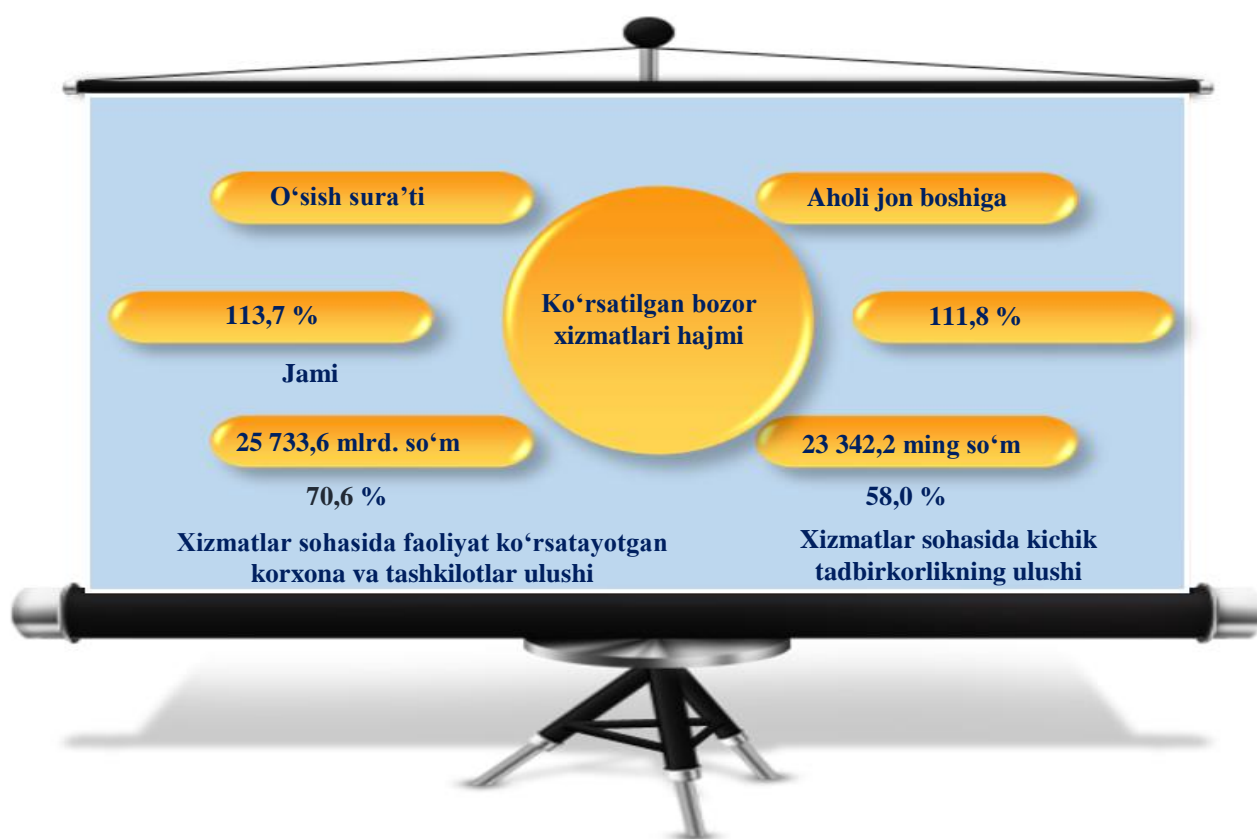 O‘sish sura’ti
Aholi jon boshiga
Ko‘rsatilgan bozor
xizmatlari hajmi
113,7 %
111,8 %
Jami
25 733,6 mlrd. so‘m
23 342,2 ming so‘m
70,6 %
58,0 %
Xizmatlar sohasida faoliyat ko‘rsatayotgan
korxona va tashkilotlar ulushi
Xizmatlar sohasida kichik
tadbirkorlikning ulushi